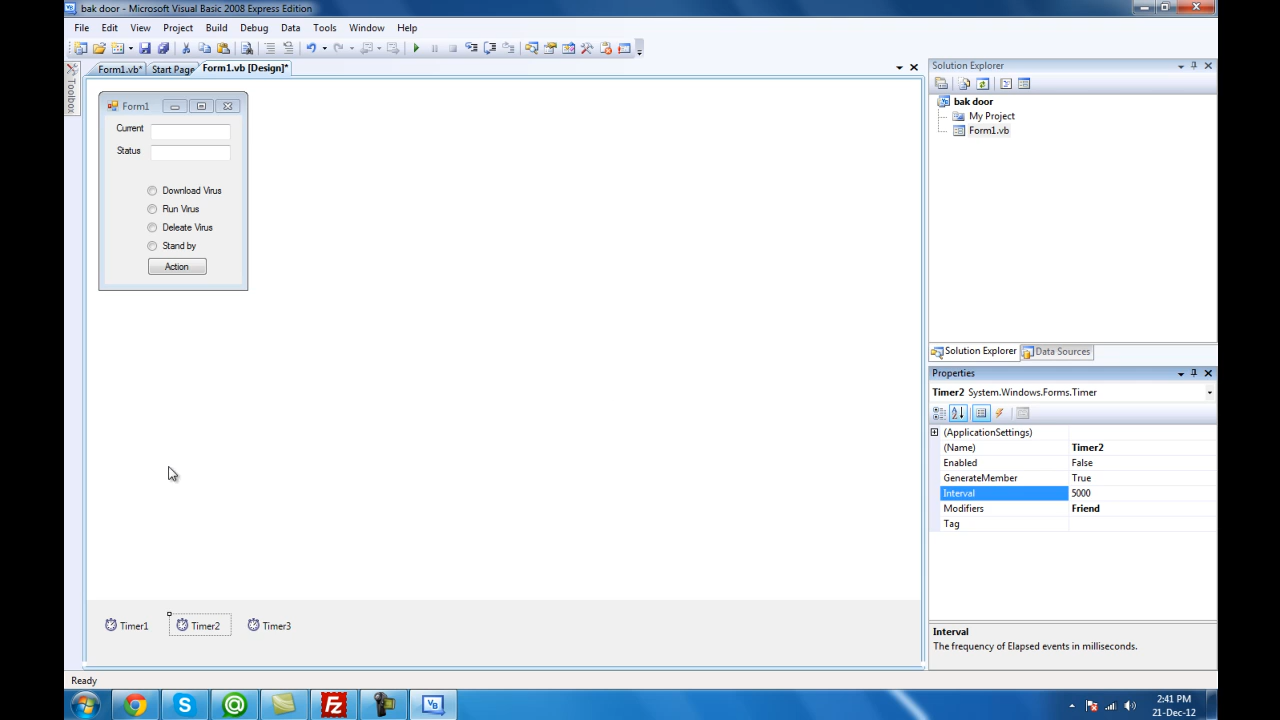 bak door - Microsoft Visual Basic 2008 Express Edition
File Edit View Project Build Debug Data Tools Window Help
Form1.vb* Start Page Form1.vb [Design]*
Toolbox
Form1
Current
Status
Download Virus
Run Virus
Deleate Virus
Stand by
Action
Timer1 Timer2 Timer3
Solution Explorer
bak door
My Project
Form1.vb
Solution Explorer Data Sources
Properties
Timer2 System.Windows.Forms.Timer
(ApplicationSettings)
(Name) Timer2
Enabled False
GenerateMember True
Interval 5000
Modifiers Friend
Tag
Interval
The frequency of Elapsed events in milliseconds.
Ready
2:41 PM
21-Dec-12